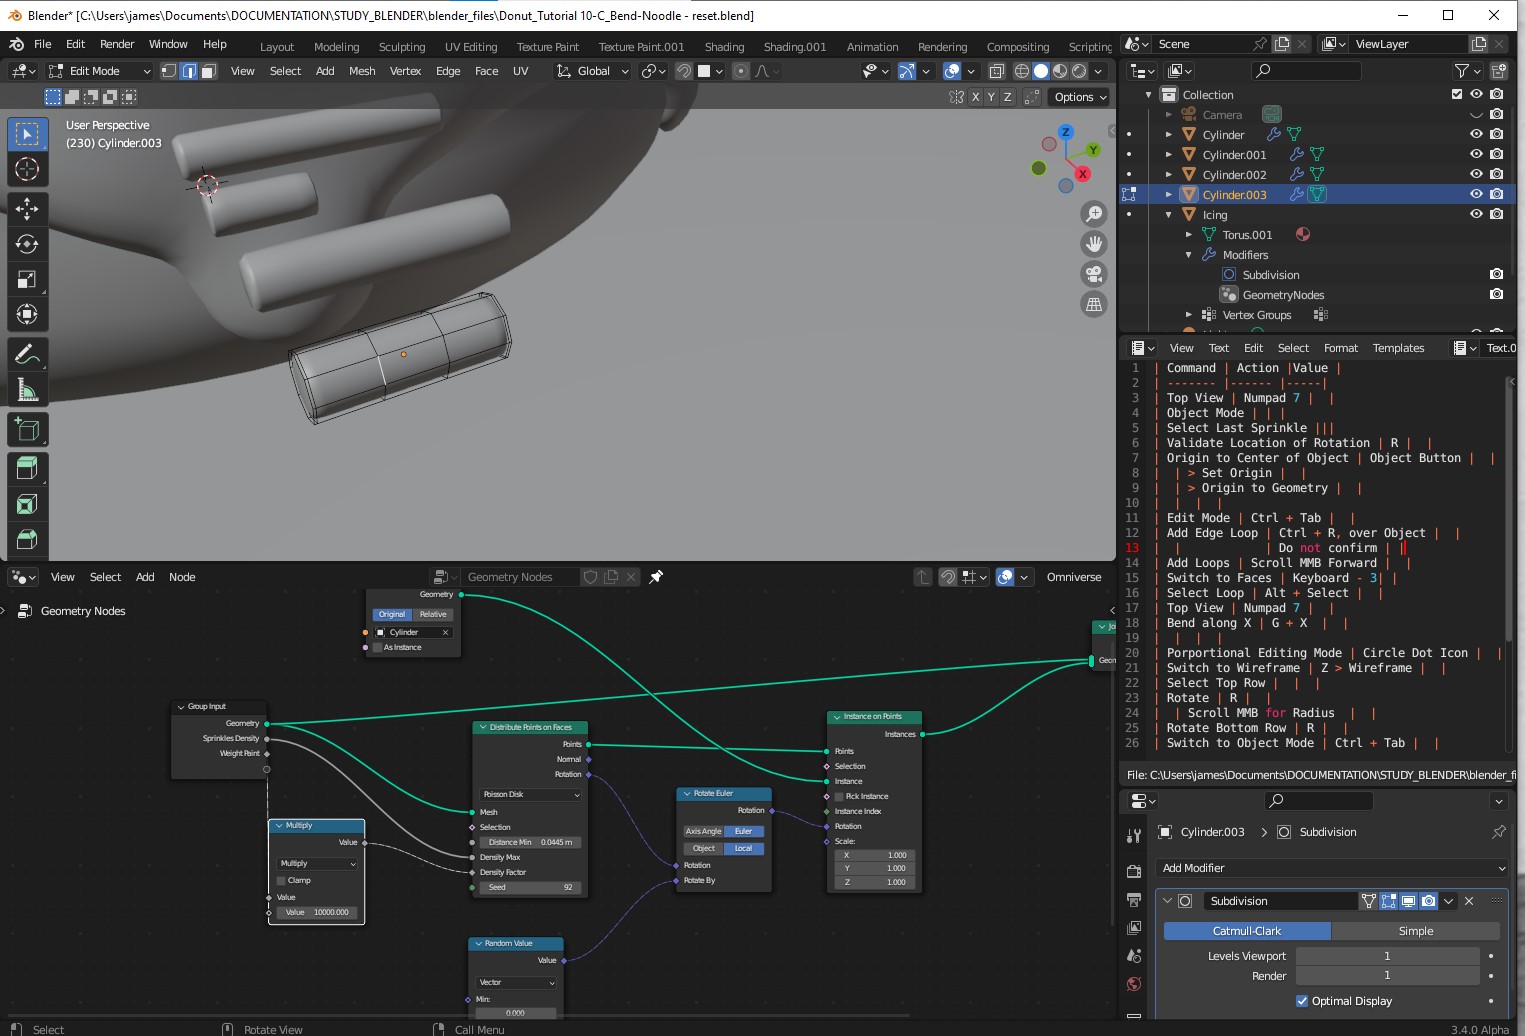 Blender* [C:\Users\james\Documents\DOCUMENTATION\STUDY_BLENDER\blender_files\Donut_Tutorial 10-C_Bend-Noodle - reset.blend]
File Edit Render Window Help
Layout Modeling Sculpting UV Editing Texture Paint Texture Paint.001 Shading Shading.001 Animation Rendering Compositing Scripting
Scene
ViewLayer
Edit Mode
View Select Add Mesh Vertex Edge Face UV
Global
X Y Z
Options
User Perspective
(230) Cylinder.003
Z
Y
X
Collection
Camera
Cylinder
Cylinder.001
Cylinder.002
Cylinder.003
Icing
Torus.001
Modifiers
Subdivision
GeometryNodes
Vertex Groups
View Text Edit Select Format Templates
Text.0
1 | Command | Action |Value |
2 | ------- |------ |-----|
3 | Top View | Numpad 7 | |
4 | Object Mode | | |
5 | Select Last Sprinkle |||
6 | Validate Location of Rotation | R | |
7 | Origin to Center of Object | Object Button | |
8 | | > Set Origin | |
9 | | > Origin to Geometry | |
10 | | | |
11 | Edit Mode | Ctrl + Tab | |
12 | Add Edge Loop | Ctrl + R, over Object | |
13 | | | Do not confirm | |
14 | Add Loops | Scroll MMB Forward | |
15 | Switch to Faces | Keyboard - 3| |
16 | Select Loop | Alt + Select | |
17 | Top View | Numpad 7 | |
18 | Bend along X | G + X | |
19 | | | |
20 | Porportional Editing Mode | Circle Dot Icon | |
21 | Switch to Wireframe | Z > Wireframe | |
22 | Select Top Row | | |
23 | Rotate | R | |
24 | | Scroll MMB for Radius | |
25 | Rotate Bottom Row | R | |
26 | Switch to Object Mode | Ctrl + Tab | |
File: C:\Users\james\Documents\DOCUMENTATION\STUDY_BLENDER\blender_fi
View Select Add Node
Geometry Nodes
Omniverse
Geometry Nodes
Geometry
Original Relative
Cylinder
As Instance
Geom
Group Input
Geometry
Sprinkles Density
Weight Paint
Multiply
Value
Multiply
Clamp
Value
Value 10000.000
Distribute Points on Faces
Points
Normal
Rotation
Poisson Disk
Mesh
Selection
Distance Min 0.0445 m
Density Max
Density Factor
Seed 92
Random Value
Value
Vector
Min:
0.000
Rotate Euler
Rotation
Axis Angle Euler
Object Local
Rotation
Rotate By
Instance on Points
Instances
Points
Selection
Instance
Pick Instance
Instance Index
Rotation
Scale:
X 1.000
Y 1.000
Z 1.000
Cylinder.003 > Subdivision
Add Modifier
Subdivision
Catmull-Clark Simple
Levels Viewport 1
Render 1
Optimal Display
Select
Rotate View
Call Menu
3.4.0 Alpha